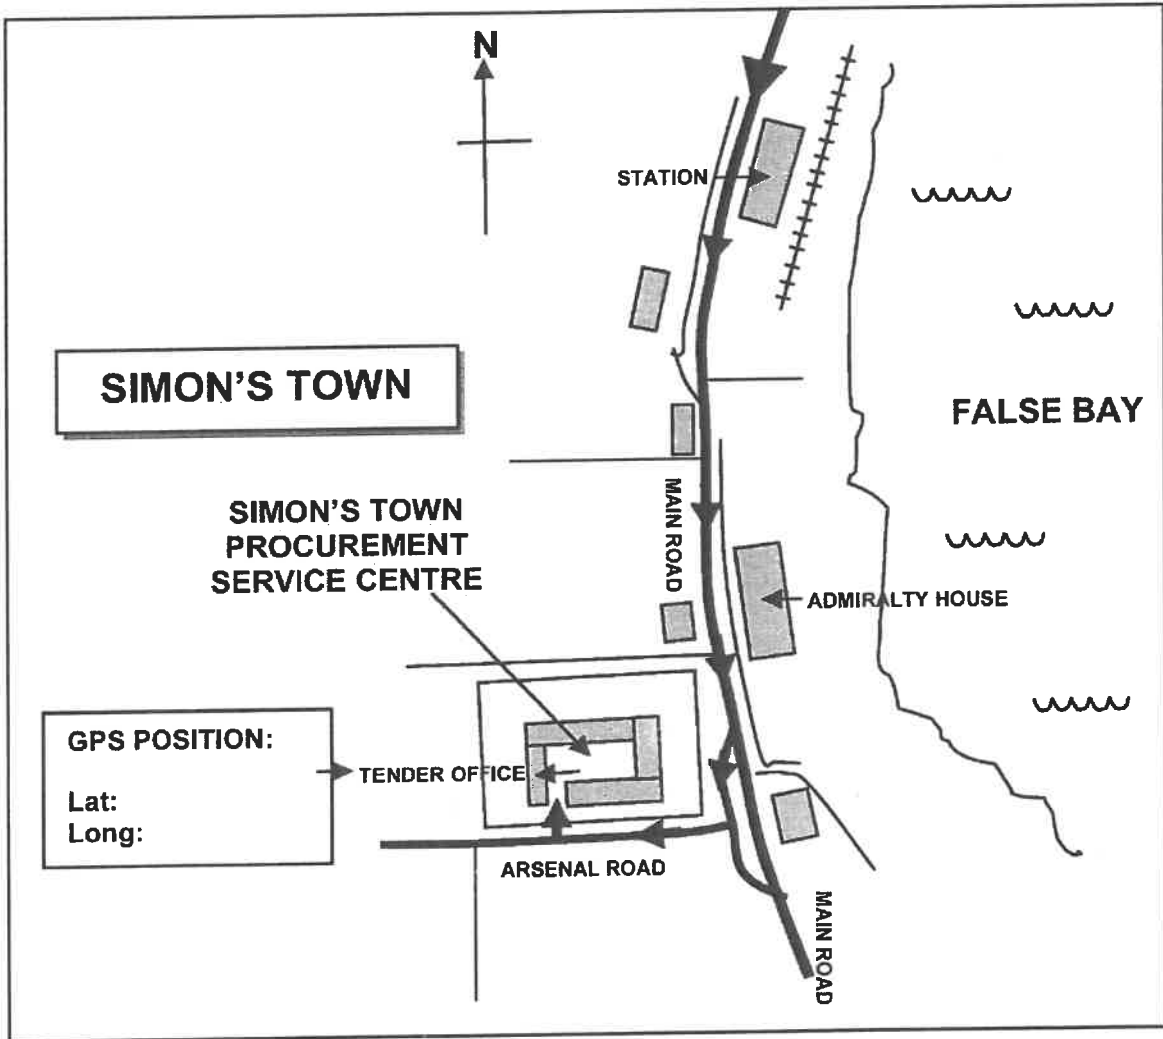 N
STATION
SIMON'S TOWN
FALSE BAY
SIMON'S TOWN
PROCUREMENT
SERVICE CENTRE
MAIN ROAD
ADMIRALTY HOUSE
GPS POSITION:
Lat:
Long:
TENDER OFFICE
ARSENAL ROAD
MAIN ROAD